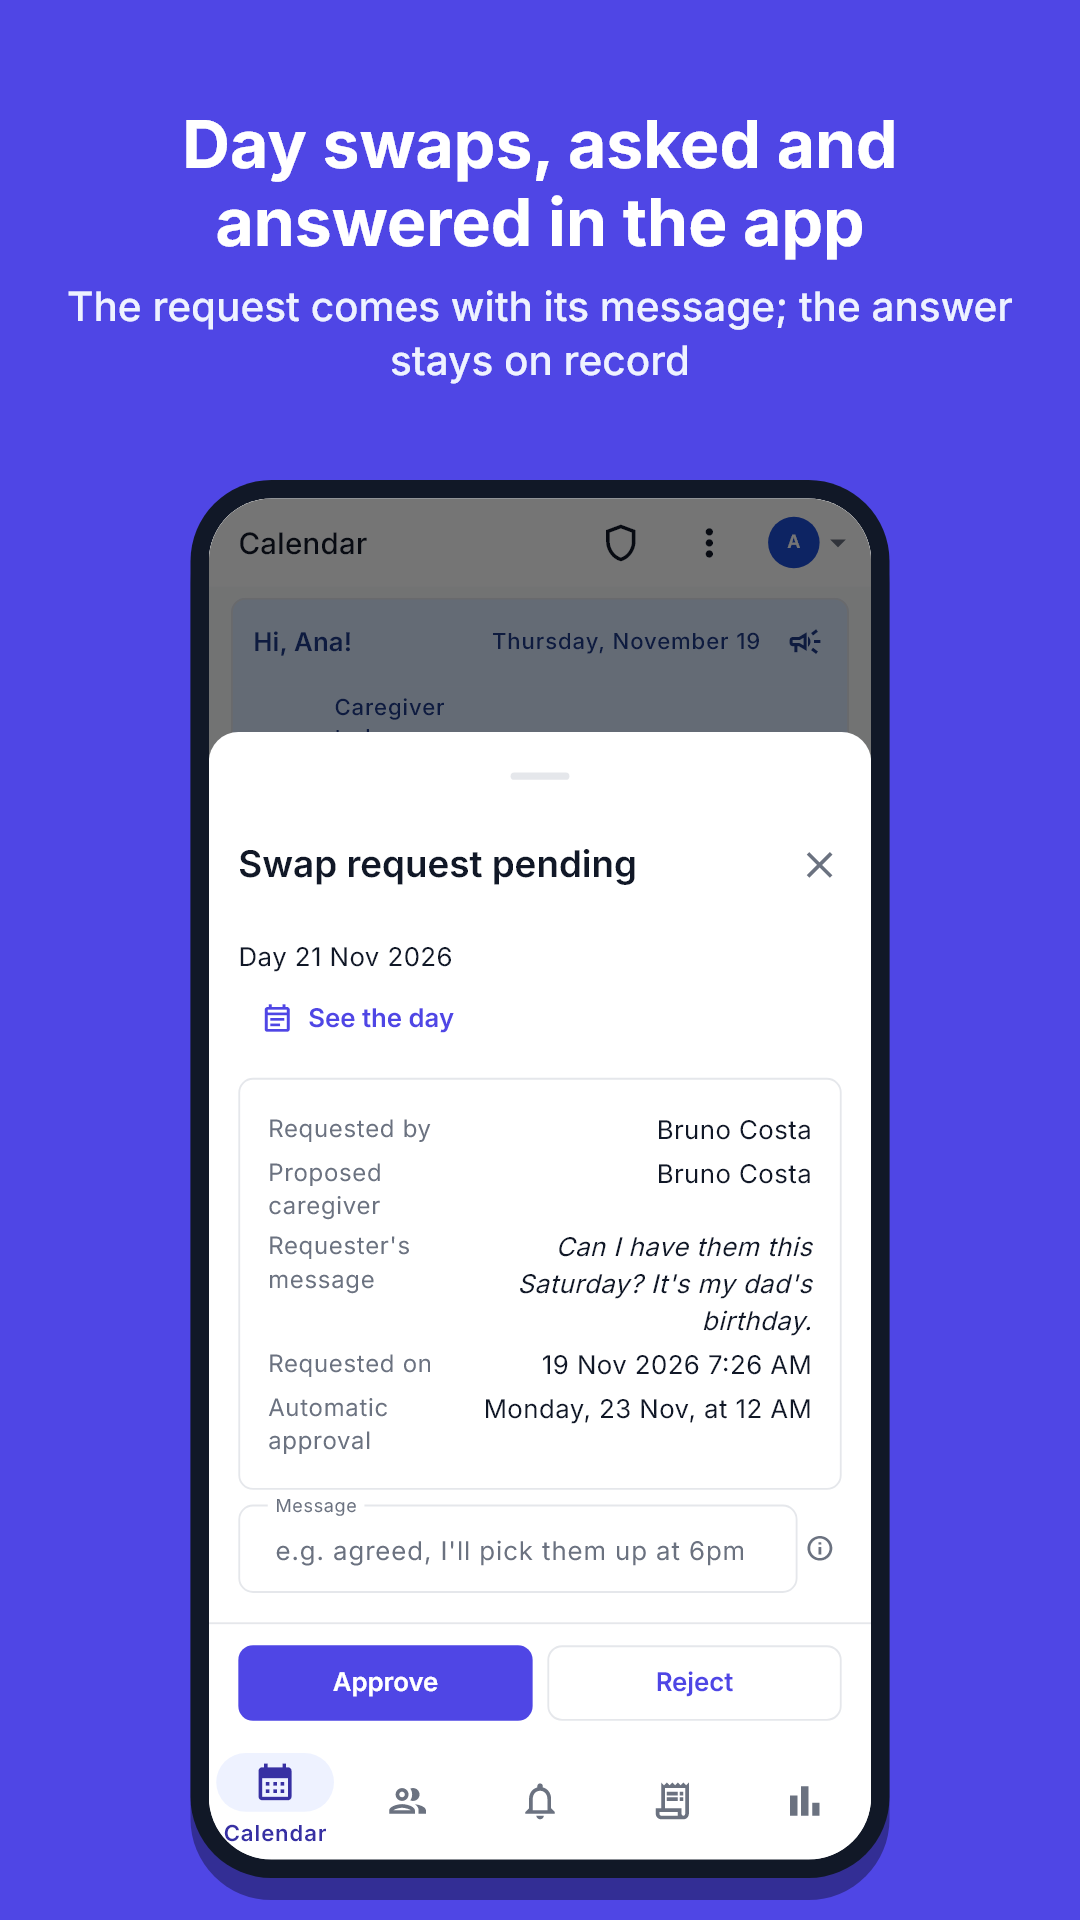 Day swaps, asked and
answered in the app
The request comes with its message; the answer
stays on record
Calendar
A
Hi, Ana!
Thursday, November 19
Caregiver
Swap request pending
Day 21 Nov 2026
See the day
Requested by
Bruno Costa
Proposed
caregiver
Bruno Costa
Requester's
message
Can I have them this
Saturday? It's my dad's
birthday.
Requested on
19 Nov 2026 7:26 AM
Automatic
approval
Monday, 23 Nov, at 12 AM
Message
e.g. agreed, I'll pick them up at 6pm
Approve
Reject
Calendar